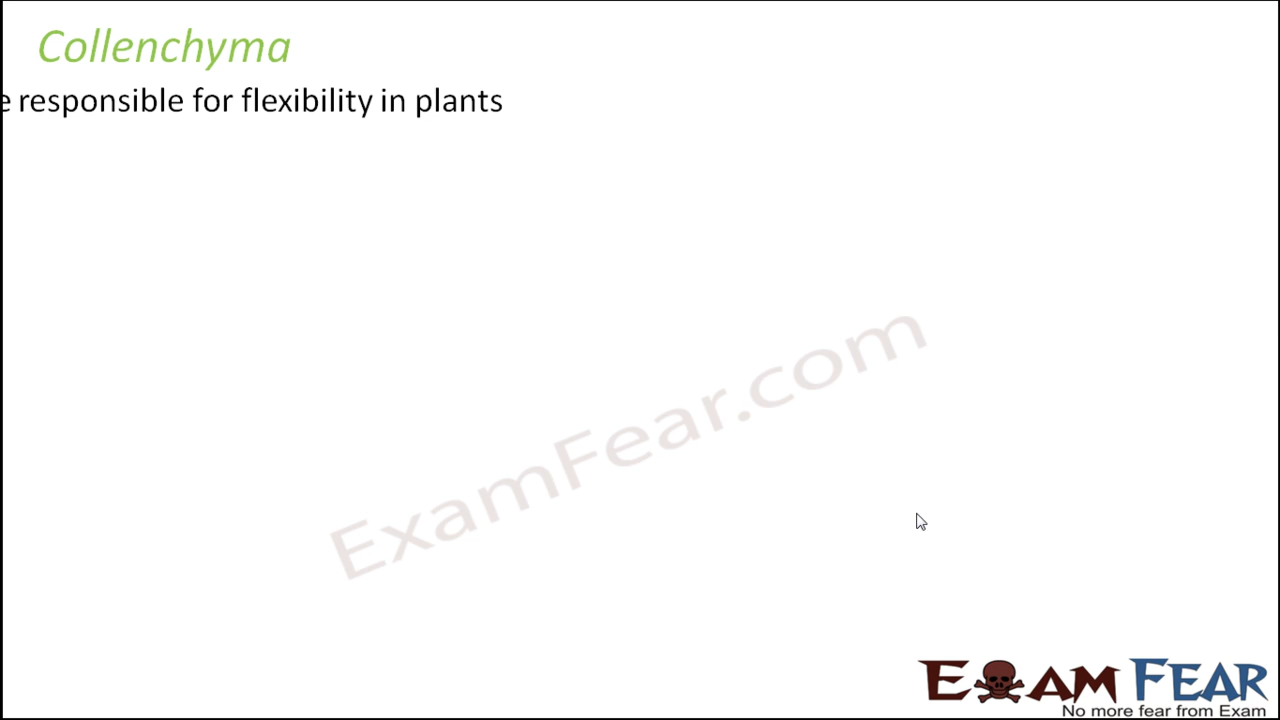 Collenchyma
e responsible for flexibility in plants
ExamFear.com
EXAM FEAR
No more fear from Exam